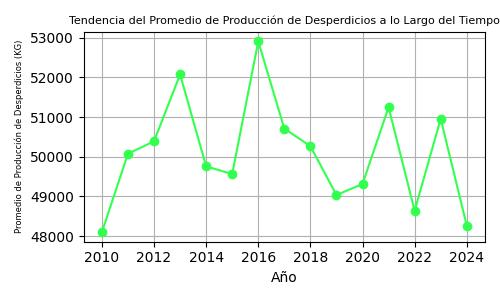 Tendencia del Promedio de Producción de Desperdicios a lo Largo del Tiempo
Promedio de Producción de Desperdicios (KG)
53000
52000
51000
50000
49000
48000
2010 2012 2014 2016 2018 2020 2022 2024
Año